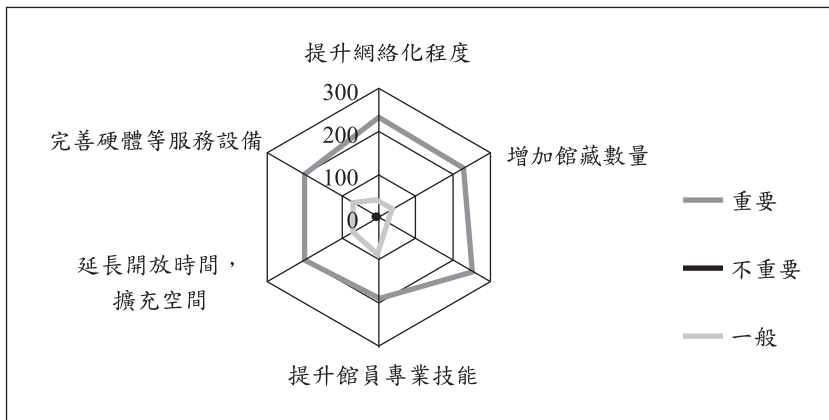 提升網絡化程度
300
完善硬體等服務設備
200
增加館藏數量
100
重要
0
不重要
延長開放時間，
擴充空間
一般
提升館員專業技能